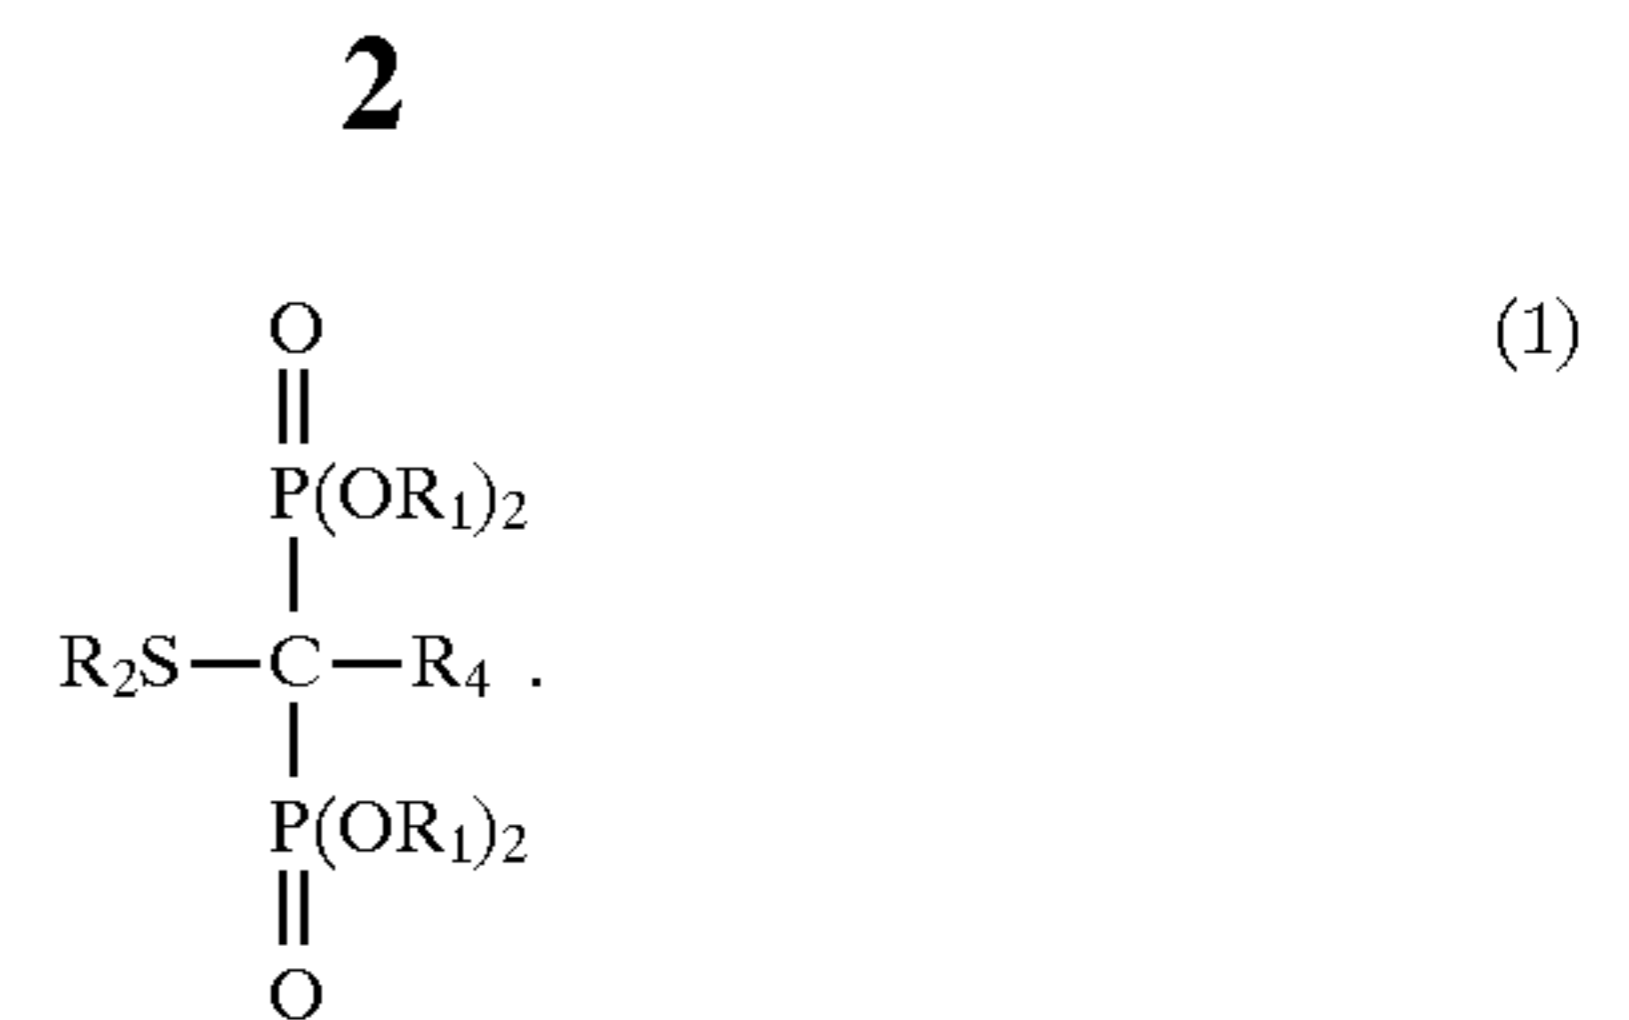 2
O (1)
P(OR1)2
R2S—C—R4 .
P(OR1)2
O